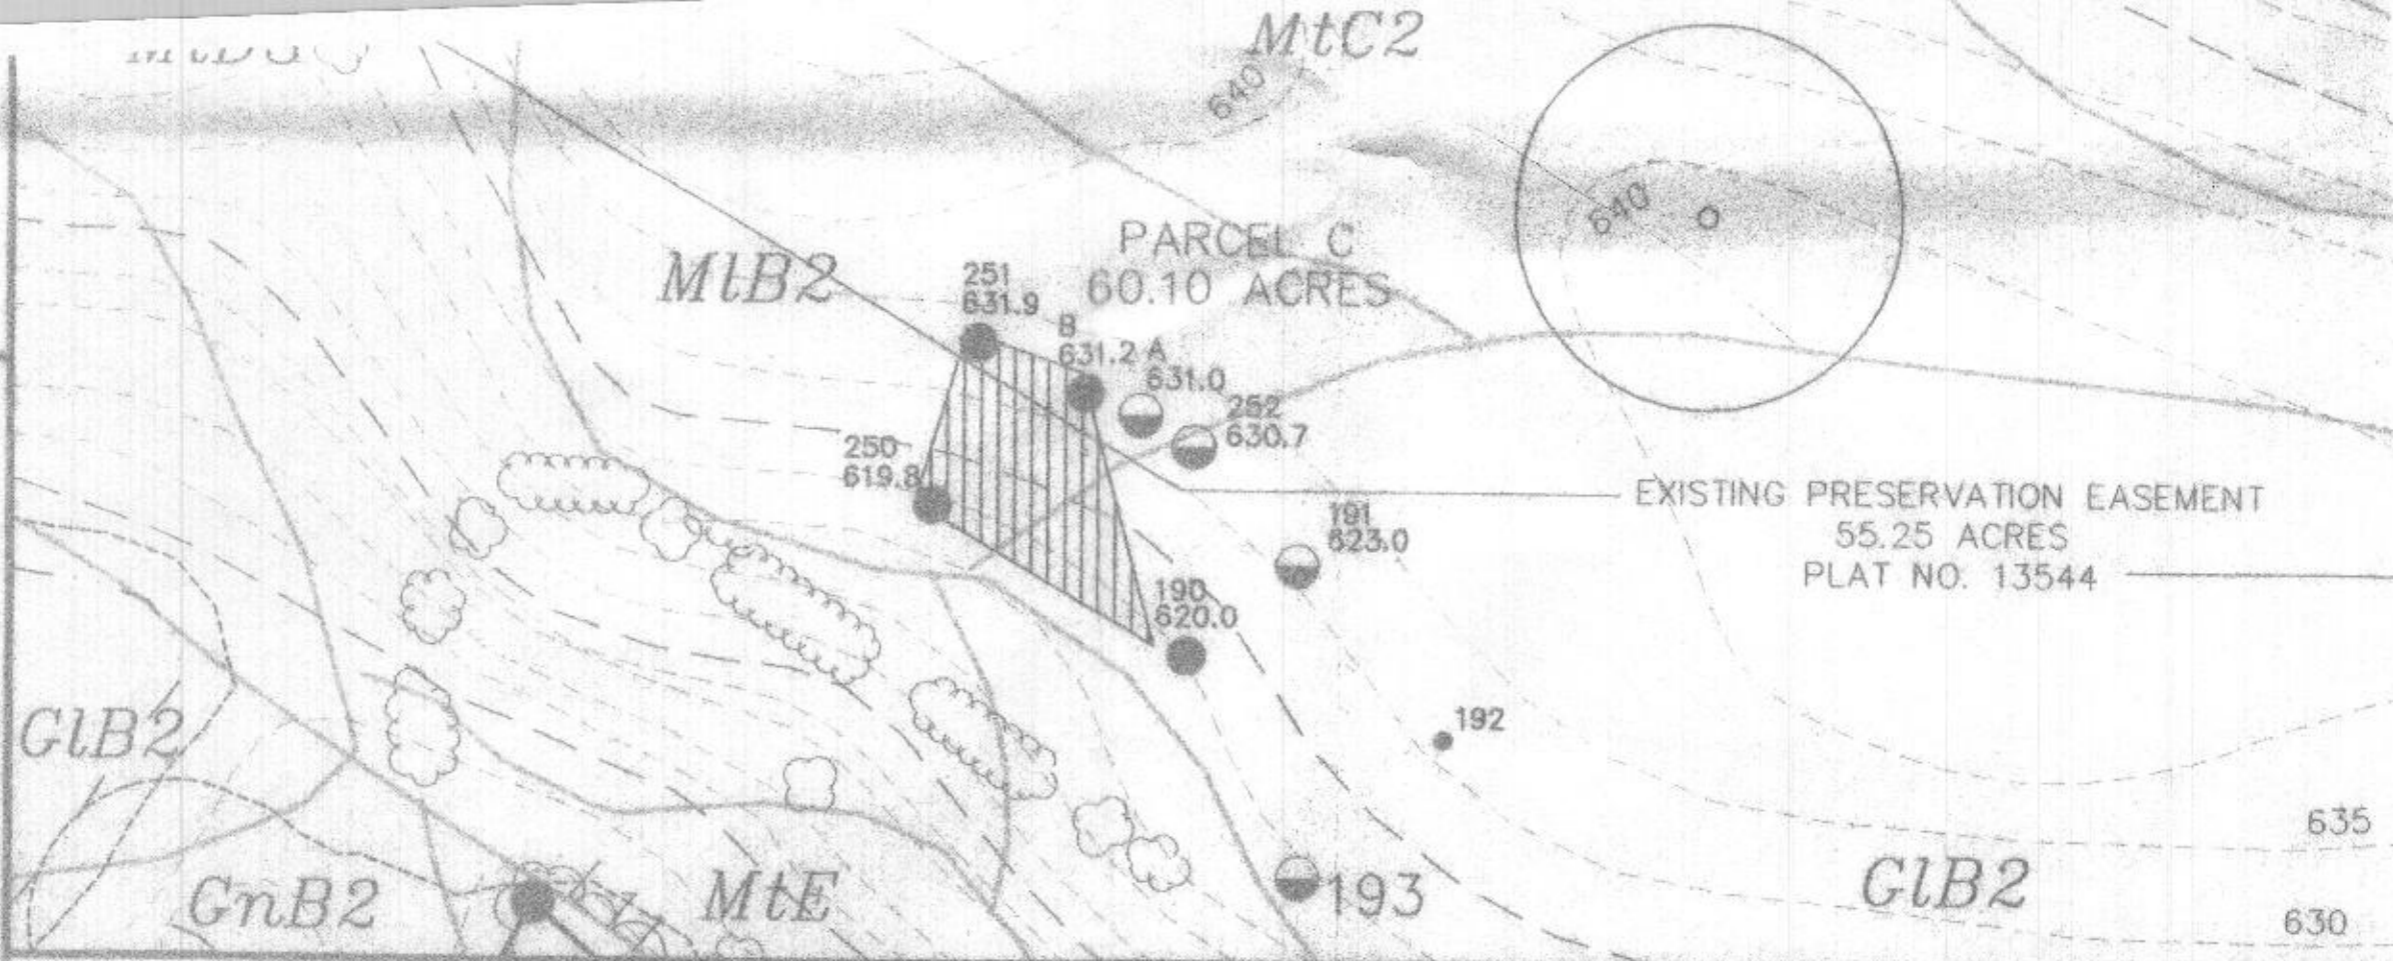 MtC2
640
640
PARCEL C
60.10 ACRES
MlB2
251
631.9
B
631.2
A
631.0
252
630.7
250
619.8
EXISTING PRESERVATION EASEMENT
55.25 ACRES
PLAT NO. 13544
191
623.0
190
620.0
192
GlB2
635
GlB2
630
GnB2
MtE
193